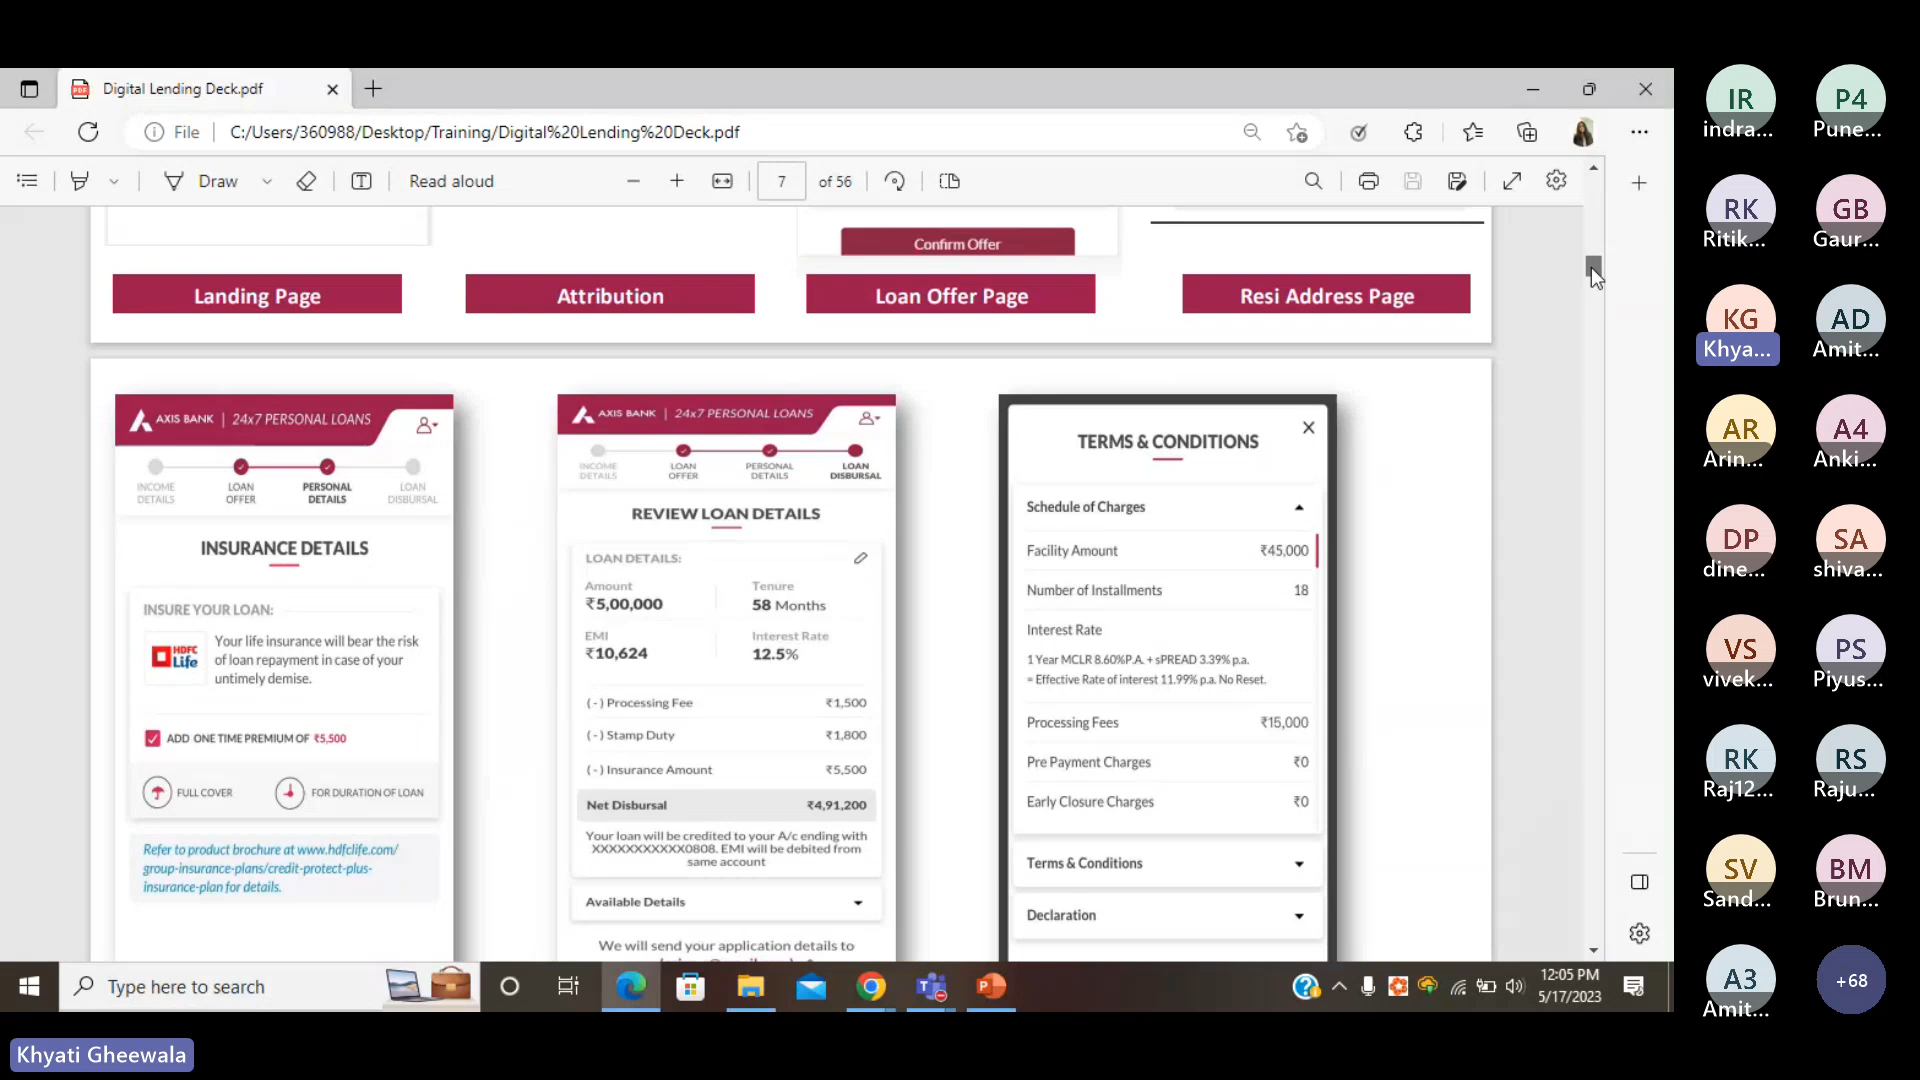 Digital Lending Deck.pdf
File
C:/Users/360988/Desktop/Training/Digital%20Lending%20Deck.pdf
Draw
Read aloud
7
of 56
Confirm Offer
Landing Page
Attribution
Loan Offer Page
Resi Address Page
AXIS BANK | 24x7 PERSONAL LOANS
INCOME DETAILS
LOAN OFFER
PERSONAL DETAILS
LOAN DISBURSAL
INSURANCE DETAILS
INSURE YOUR LOAN:
HDFC Life
Your life insurance will bear the risk
of loan repayment in case of your
untimely demise.
ADD ONE TIME PREMIUM OF ₹5,500
FULL COVER
FOR DURATION OF LOAN
Refer to product brochure at www.hdfclife.com/
group-insurance-plans/credit-protect-plus-
insurance-plan for details.
AXIS BANK | 24x7 PERSONAL LOANS
INCOME DETAILS
LOAN OFFER
PERSONAL DETAILS
LOAN DISBURSAL
REVIEW LOAN DETAILS
LOAN DETAILS:
Amount
₹5,00,000
Tenure
58 Months
EMI
₹10,624
Interest Rate
12.5%
(-) Processing Fee ₹1,500
(-) Stamp Duty ₹1,800
(-) Insurance Amount ₹5,500
Net Disbursal ₹4,91,200
Your loan will be credited to your A/c ending with
XXXXXXXXXXXX0808. EMI will be debited from
same account
Available Details
We will send your application details to
TERMS & CONDITIONS
Schedule of Charges
Facility Amount ₹45,000
Number of Installments 18
Interest Rate
1 Year MCLR 8.60%P.A. + sPREAD 3.39% p.a.
= Effective Rate of interest 11.99% p.a. No Reset.
Processing Fees ₹15,000
Pre Payment Charges ₹0
Early Closure Charges ₹0
Terms & Conditions
Declaration
Type here to search
12:05 PM
5/17/2023
IR
indra...
P4
Pune...
RK
Ritik...
GB
Gaur...
KG
Khya...
AD
Amit...
AR
Arin...
A4
Anki...
DP
dine...
SA
shiva...
VS
vivek...
PS
Piyus...
RK
Raj12...
RS
Raju...
SV
Sand...
BM
Brun...
A3
Amit...
+68
Khyati Gheewala